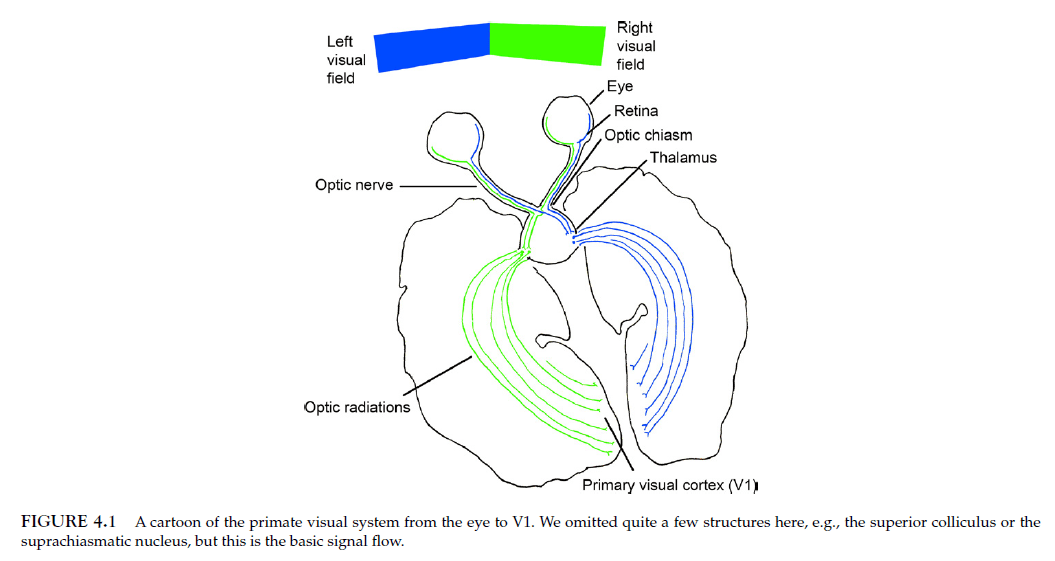 Left
visual
field
Right
visual
field
Eye
Retina
Optic chiasm
Thalamus
Optic nerve
Optic radiations
Primary visual cortex (V1)
FIGURE 4.1 A cartoon of the primate visual system from the eye to V1. We omitted quite a few structures here, e.g., the superior colliculus or the
suprachiasmatic nucleus, but this is the basic signal flow.